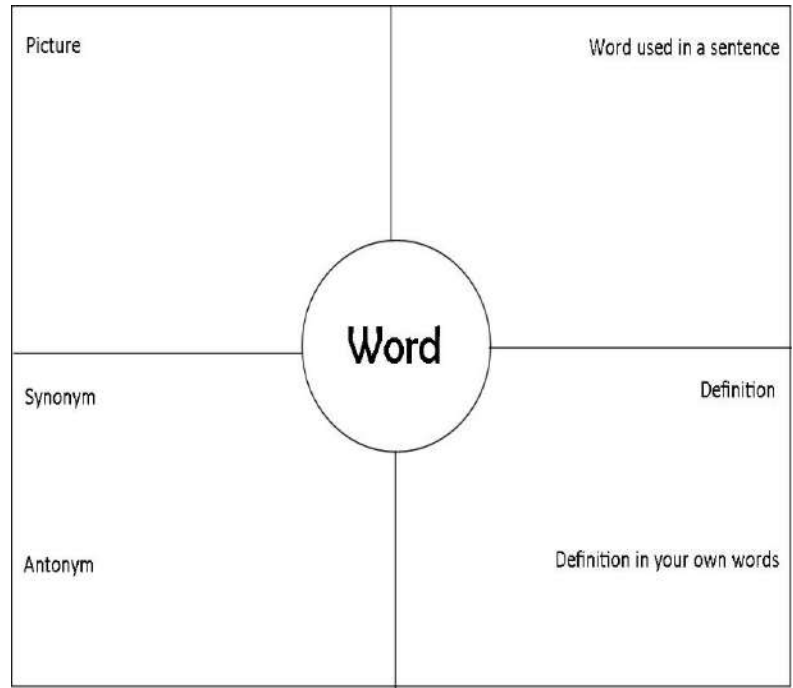 Picture
Word used in a sentence
Word
Synonym
Definition
Antonym
Definition in your own words